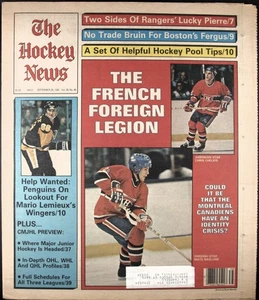 The
Hockey
News
Two Sides Of Rangers' Lucky Pierre/7
No Trade Bruin For Boston's Fergus/9
A Set Of Helpful Hockey Pool Tips/10
THE
FRENCH
FOREIGN
LEGION
Help Wanted:
Penguins On
Lookout For
Mario Lemieux's
Wingers/10
PLUS...
CMJHL PREVIEW:
• Where Major Junior
Hockey Is Headed/37
• In-Depth OHL, WHL
And QHL Profiles/38
• Full Schedules For
All Three Leagues/39
COULD
IT BE
THAT THE
MONTREAL
CANADIENS
HAVE AN
IDENTITY
CRISIS?